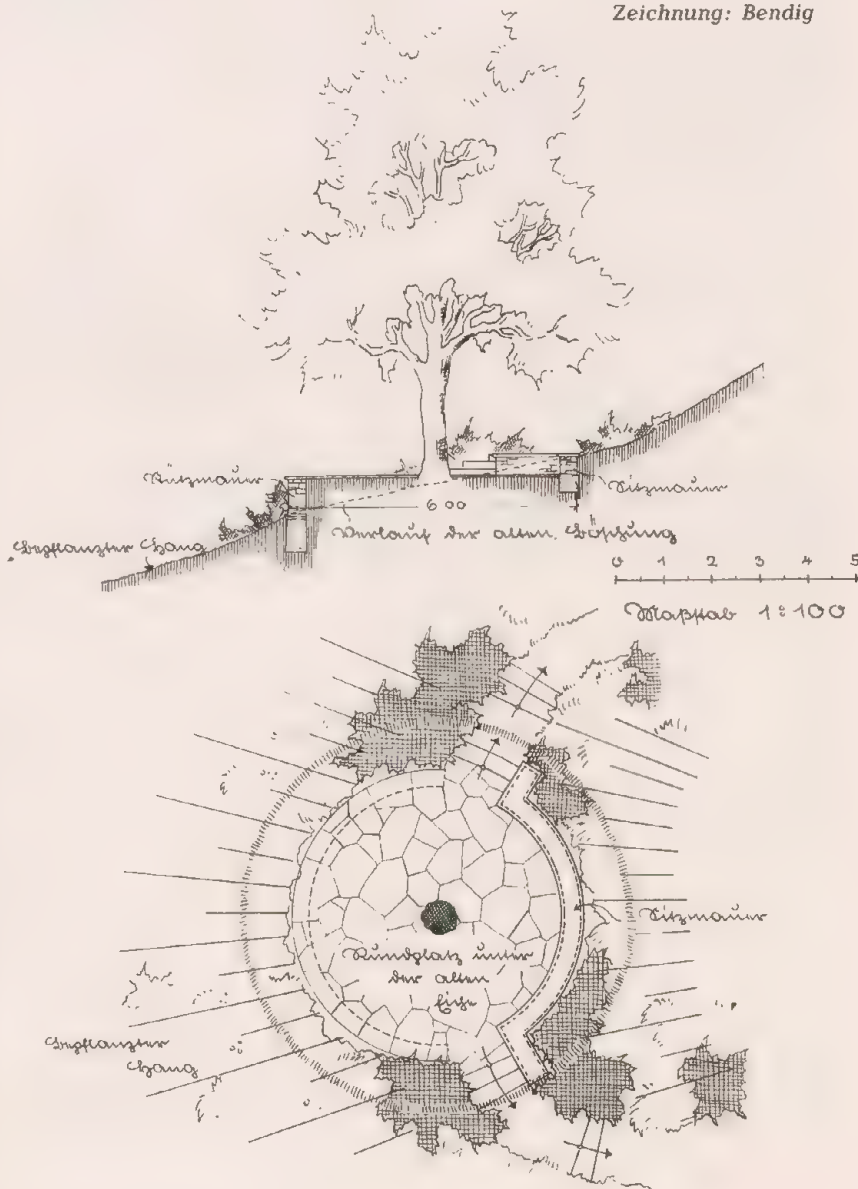 Zeichnung: Bendig
Stützmauer
Sitzmauer
6 00
Verlauf der alten Böschung
Bepflanzter Hang
0 1 2 3 4 5
Maßstab 1:100
Sitzmauer
Rundplatz unter
der alten
Eiche
Bepflanzter
Hang